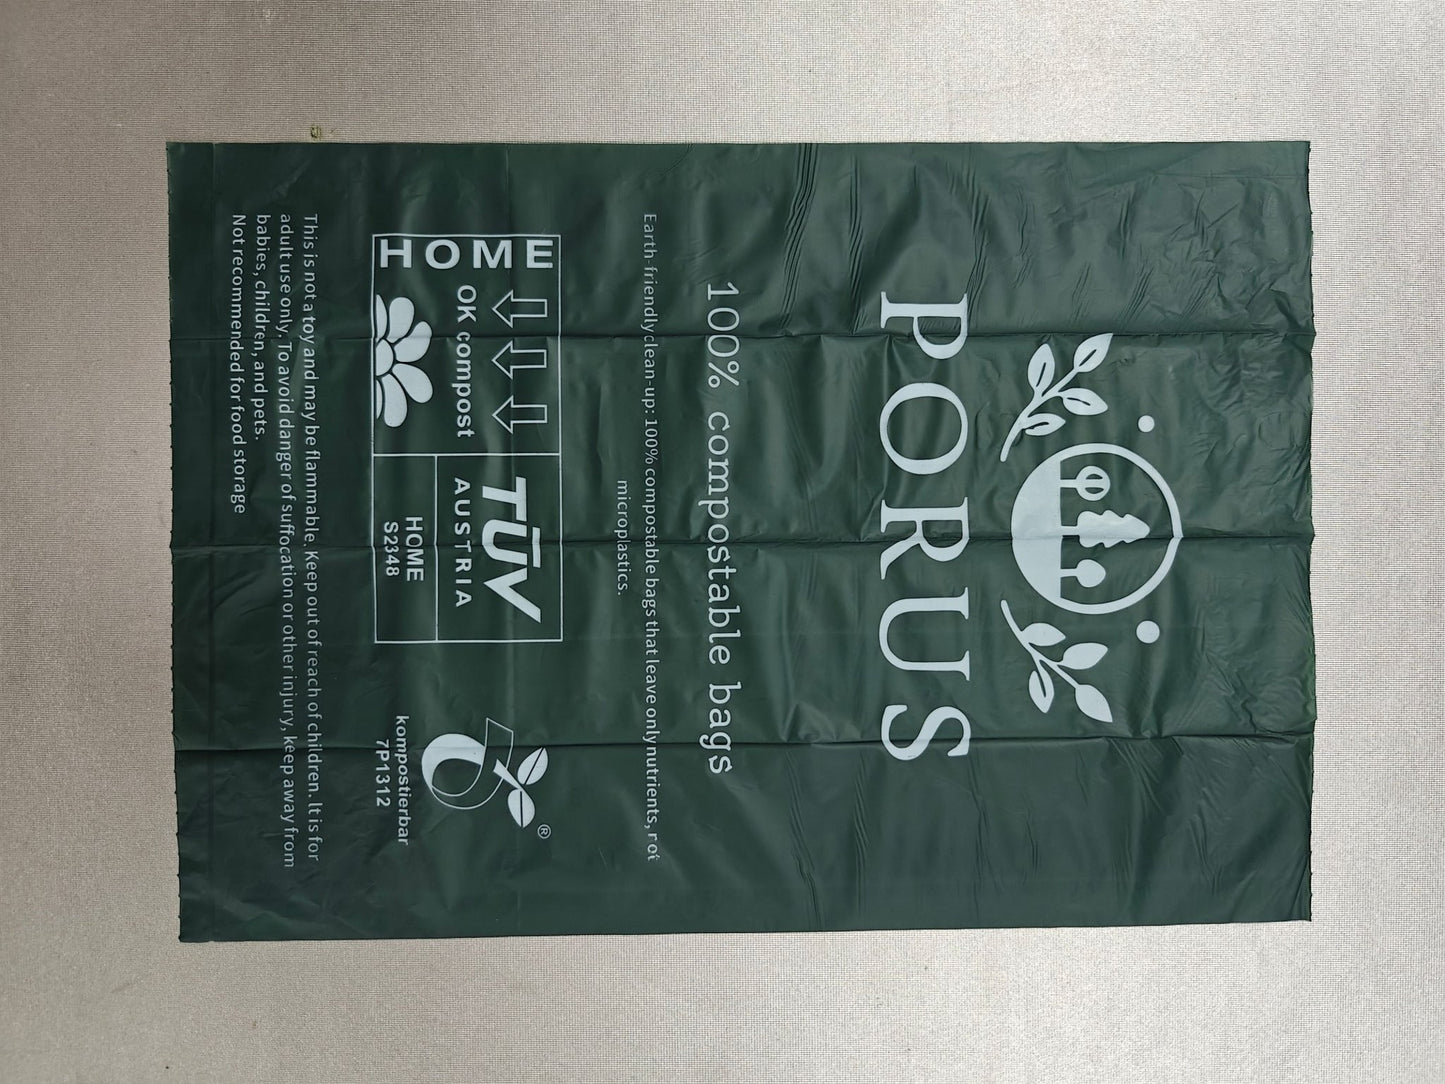 PORUS
100% compostable bags
Earth-friendly clean-up: 100% compostable bags that leave only nutrients, not
microplastics.
HOME
OK compost
TÜV
AUSTRIA
HOME
S2348
®
kompostierbar
7P1312
This is not a toy and may be flammable. Keep out of reach of children. It is for
adult use only, To avoid danger of suffocation or other injury, keep away from
babies, children, and pets.
Not recommended for food storage